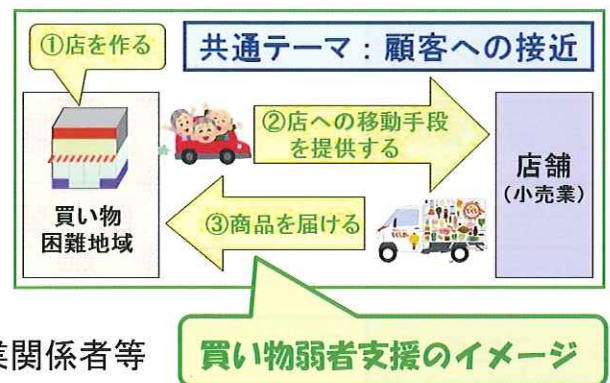 ①店を作る
共通テーマ：顧客への接近
②店への移動手段
を提供する
店舗
(小売業)
買い物
困難地域
③商品を届ける
業関係者等
買い物弱者支援のイメージ